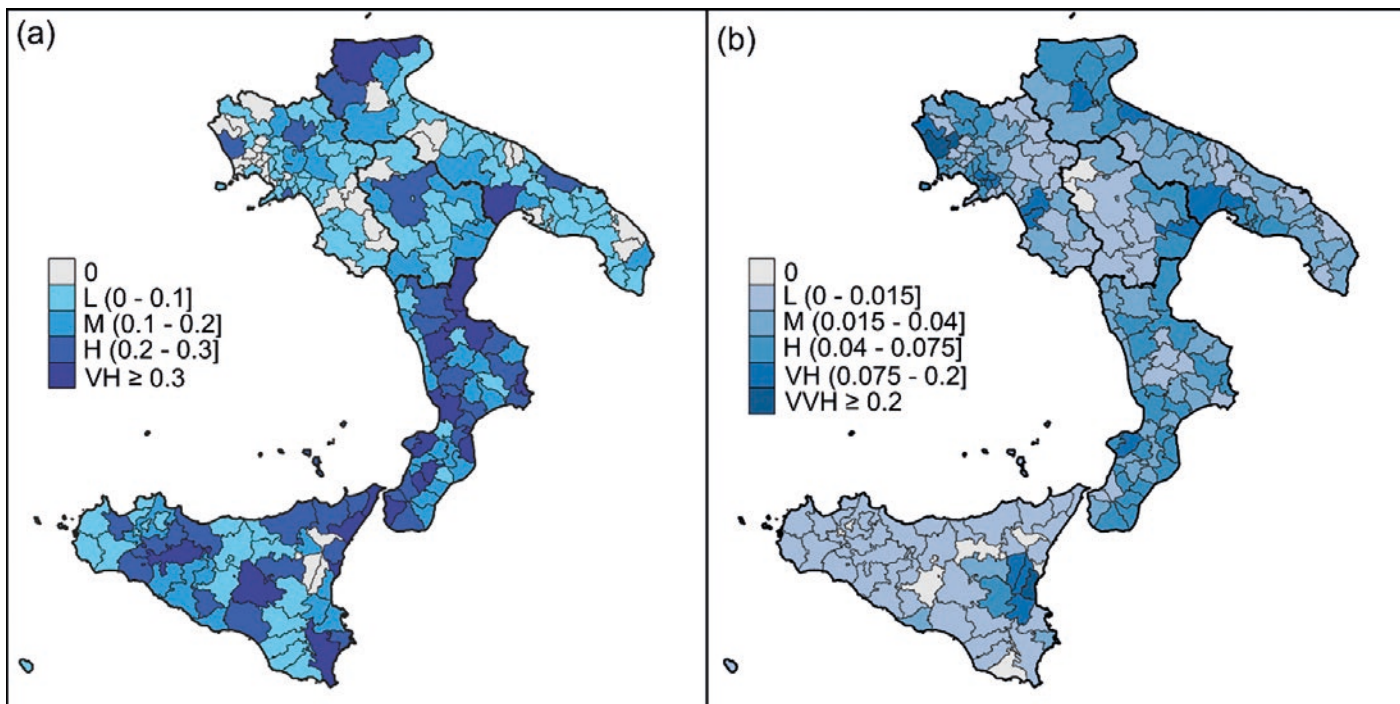 (a)
0
L (0 - 0.1]
M (0.1 - 0.2]
H (0.2 - 0.3]
VH ≥ 0.3
(b)
0
L (0 - 0.015]
M (0.015 - 0.04]
H (0.04 - 0.075]
VH (0.075 - 0.2]
VVH ≥ 0.2